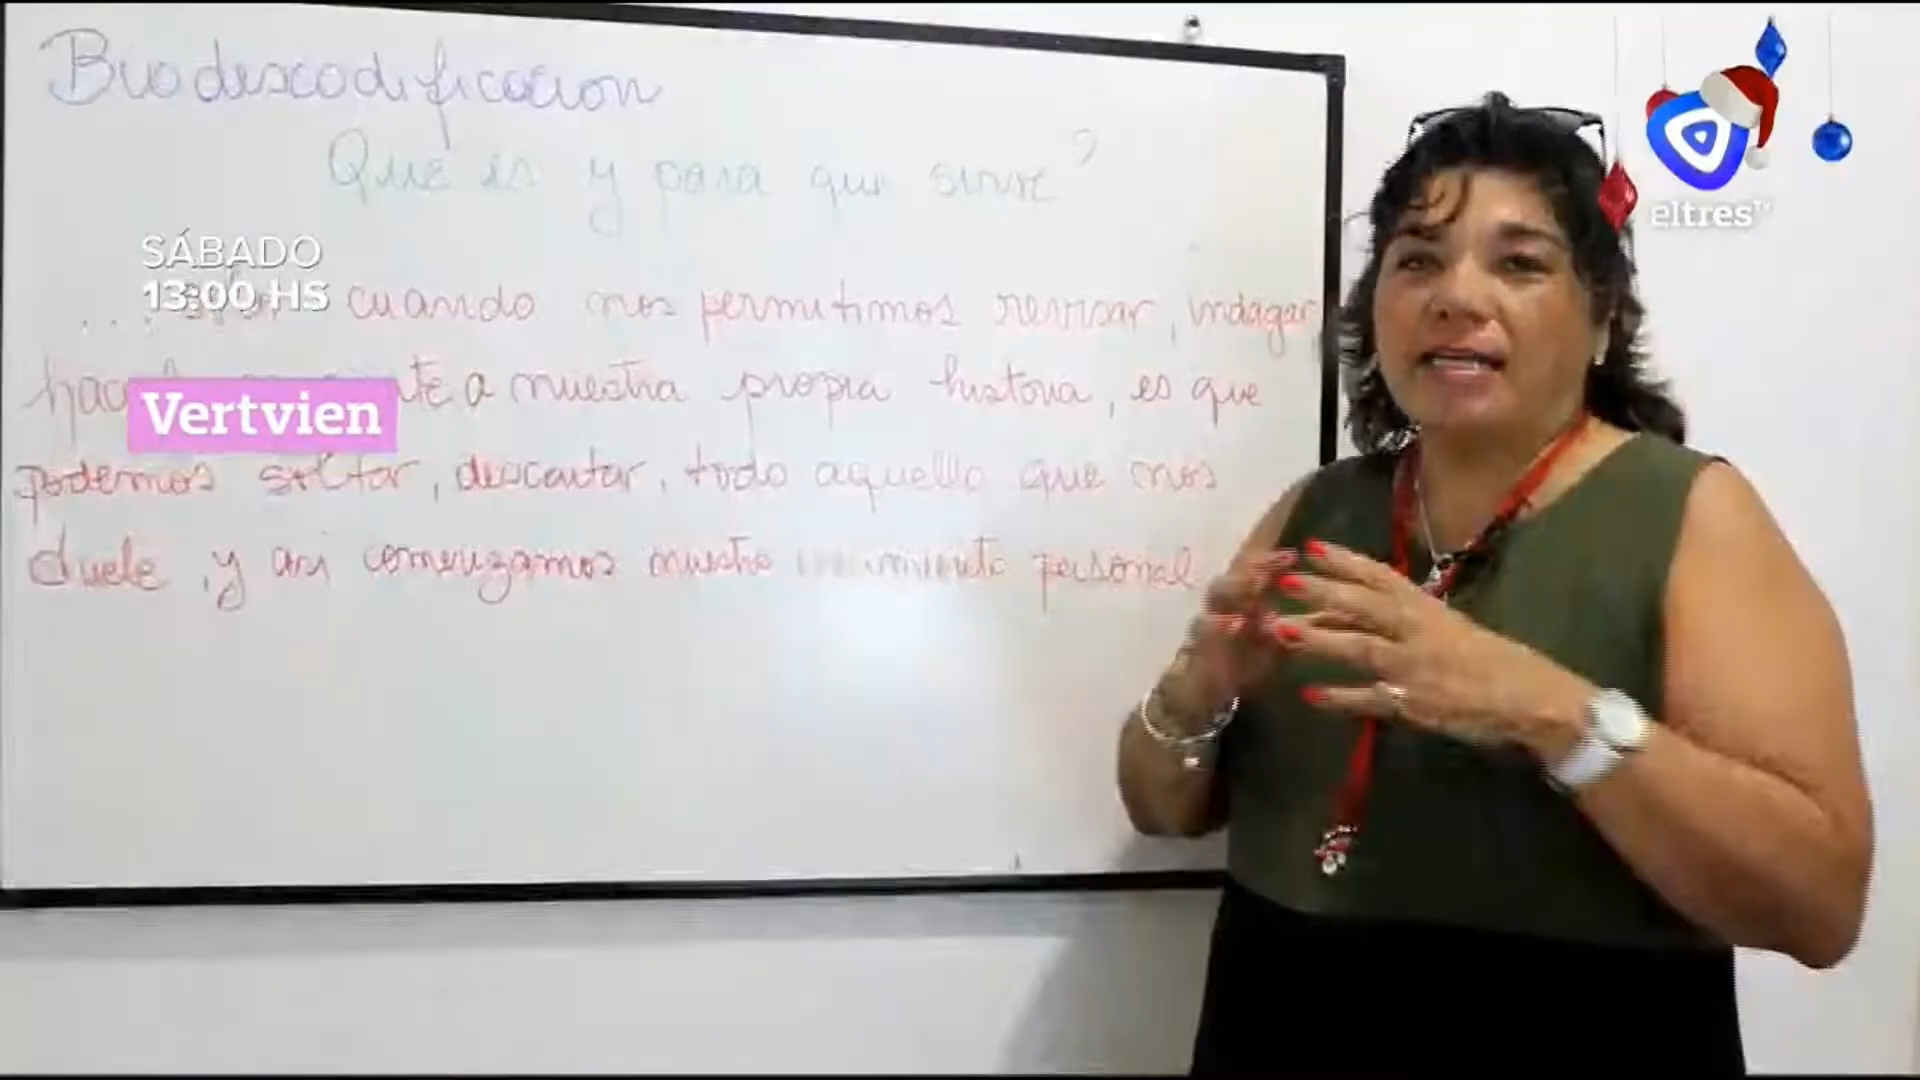 Biodescodificacion
Que es y para que sirve?
eltres TV
SÁBADO
13:00 HS
... cuando nos permitimos revisar, indagar,
Vertvien
a nuestra propia historia, es que
podemos soltar, descartar, todo aquello que nos
duele, y asi comenzamos nuestro personal